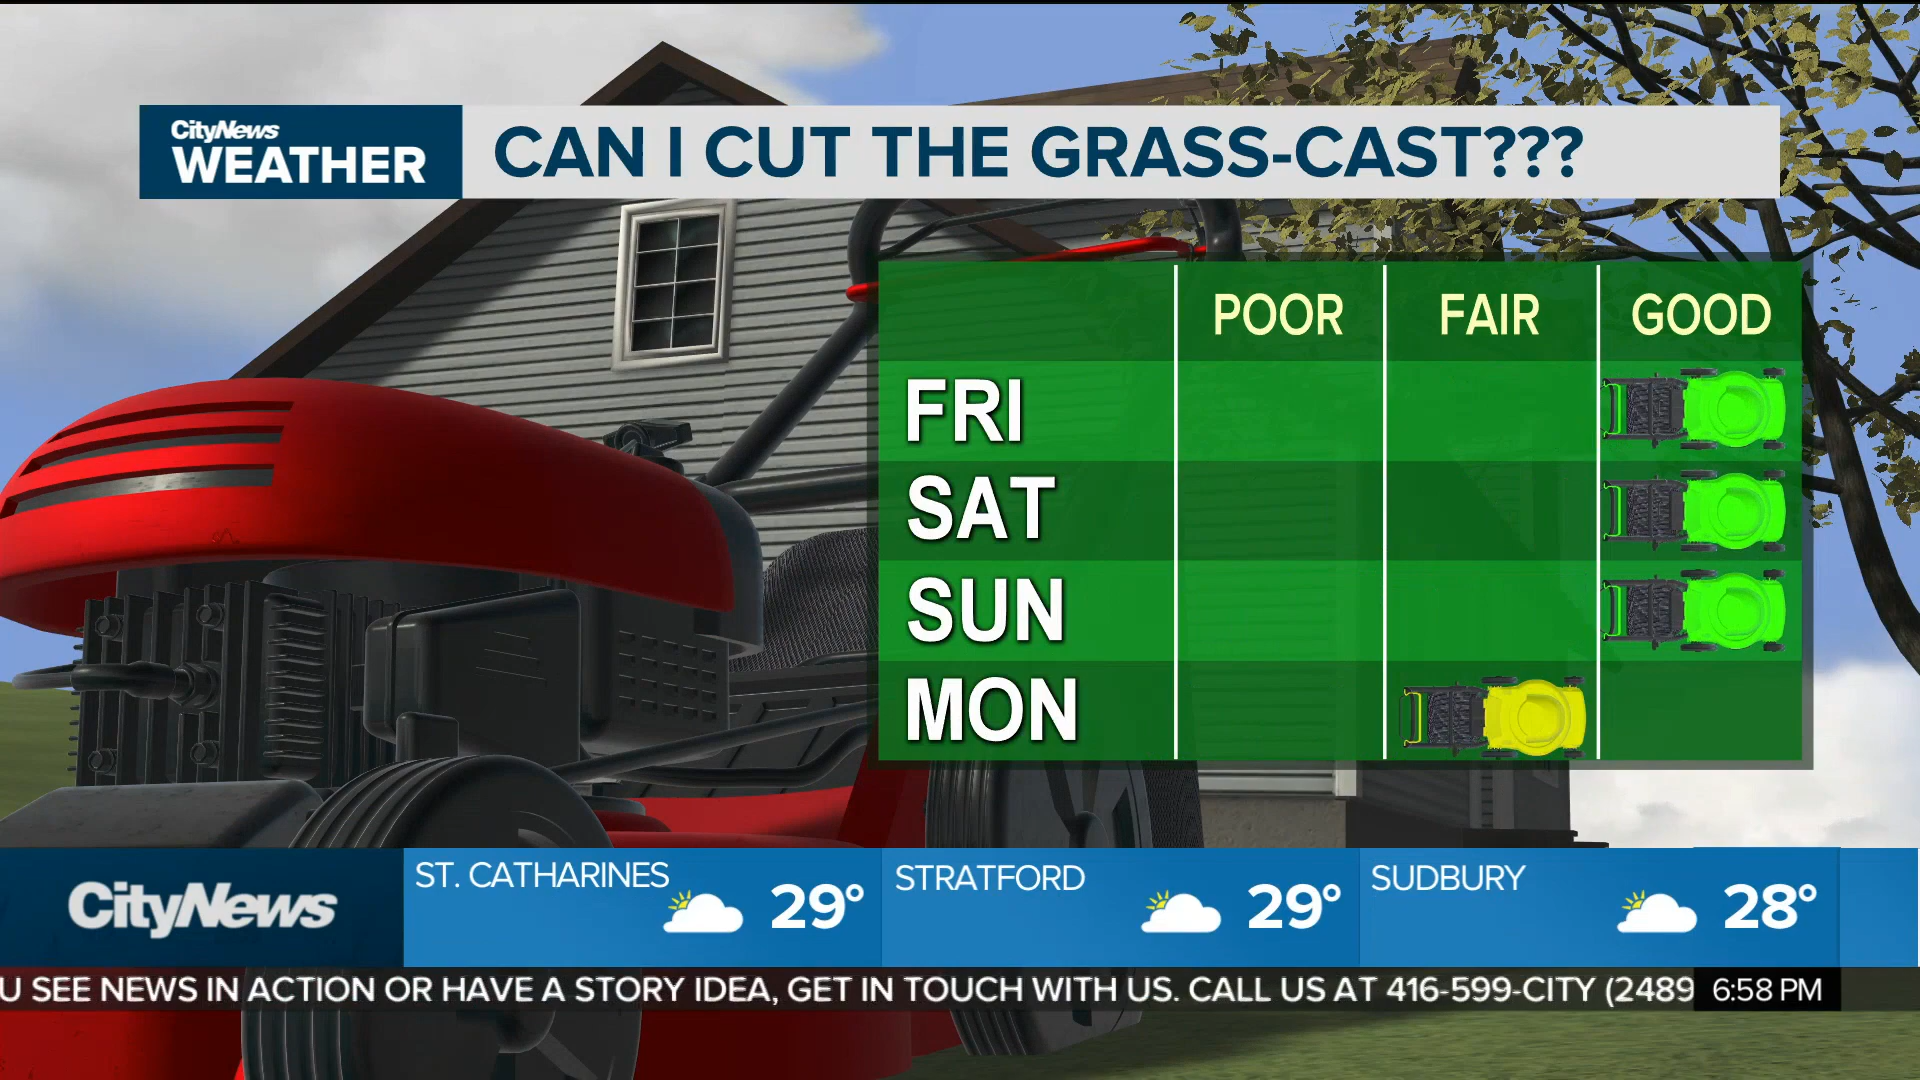 CityNews
WEATHER
CAN I CUT THE GRASS-CAST???
POOR FAIR GOOD
FRI
SAT
SUN
MON
CityNews
ST. CATHARINES 29°
STRATFORD 29°
SUDBURY 28°
U SEE NEWS IN ACTION OR HAVE A STORY IDEA, GET IN TOUCH WITH US. CALL US AT 416-599-CITY (2489
6:58 PM